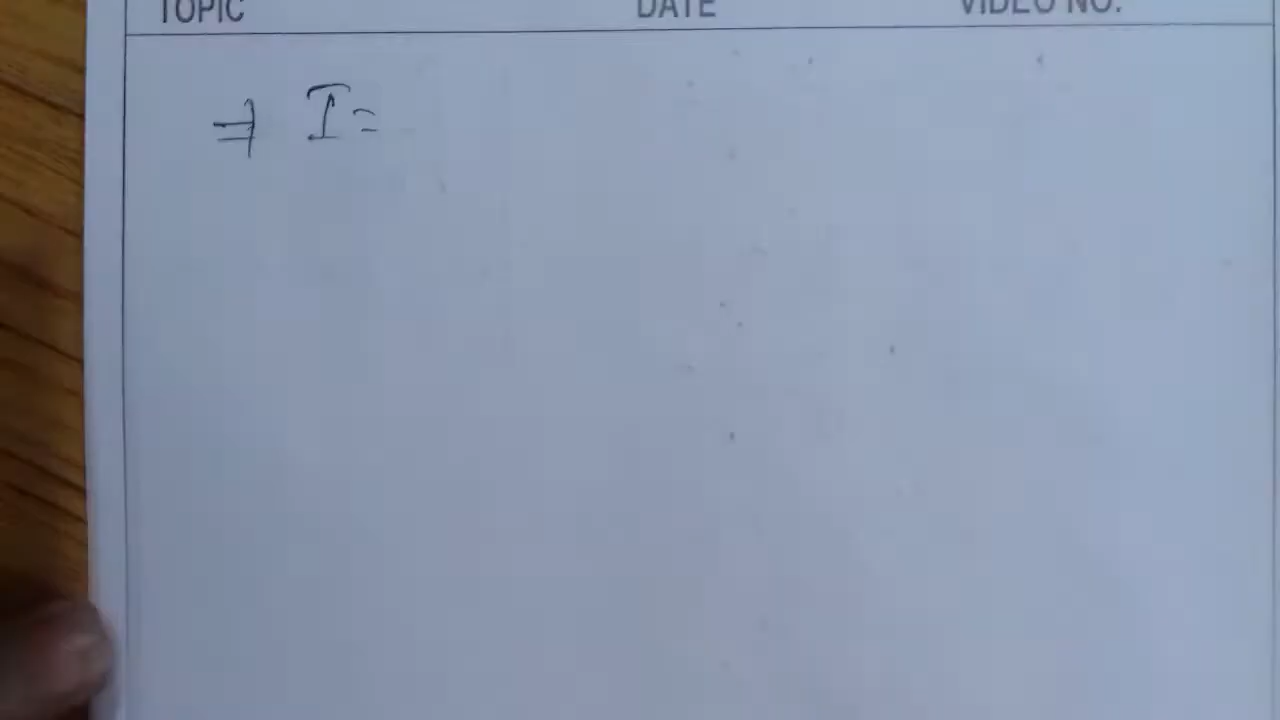 TOPIC DATE VIDEO NO.
⇒ I =